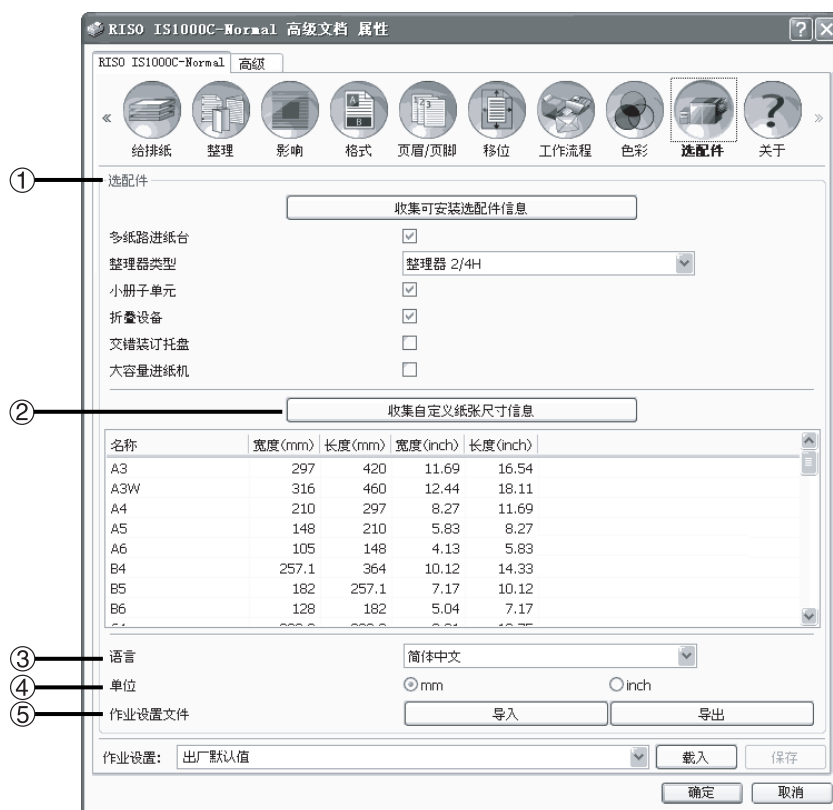 RISO IS1000C-Normal 高级文档 属性
RISO IS1000C-Normal 高级
« 给排纸 整理 影响 格式 页眉/页脚 移位 工作流程 色彩 选配件 关于 »
① 选配件
收集可安装选配件信息
多纸路进纸台
整理器类型 整理器 2/4H
小册子单元
折叠设备
交错装订托盘
大容量进纸机
② 收集自定义纸张尺寸信息
名称 宽度(mm) 长度(mm) 宽度(inch) 长度(inch)
A3 297 420 11.69 16.54
A3W 316 460 12.44 18.11
A4 210 297 8.27 11.69
A5 148 210 5.83 8.27
A6 105 148 4.13 5.83
B4 257.1 364 10.12 14.33
B5 182 257.1 7.17 10.12
B6 128 182 5.04 7.17
③ 语言 简体中文
④ 单位 mm inch
⑤ 作业设置文件 导入 导出
作业设置: 出厂默认值 载入 保存
确定 取消